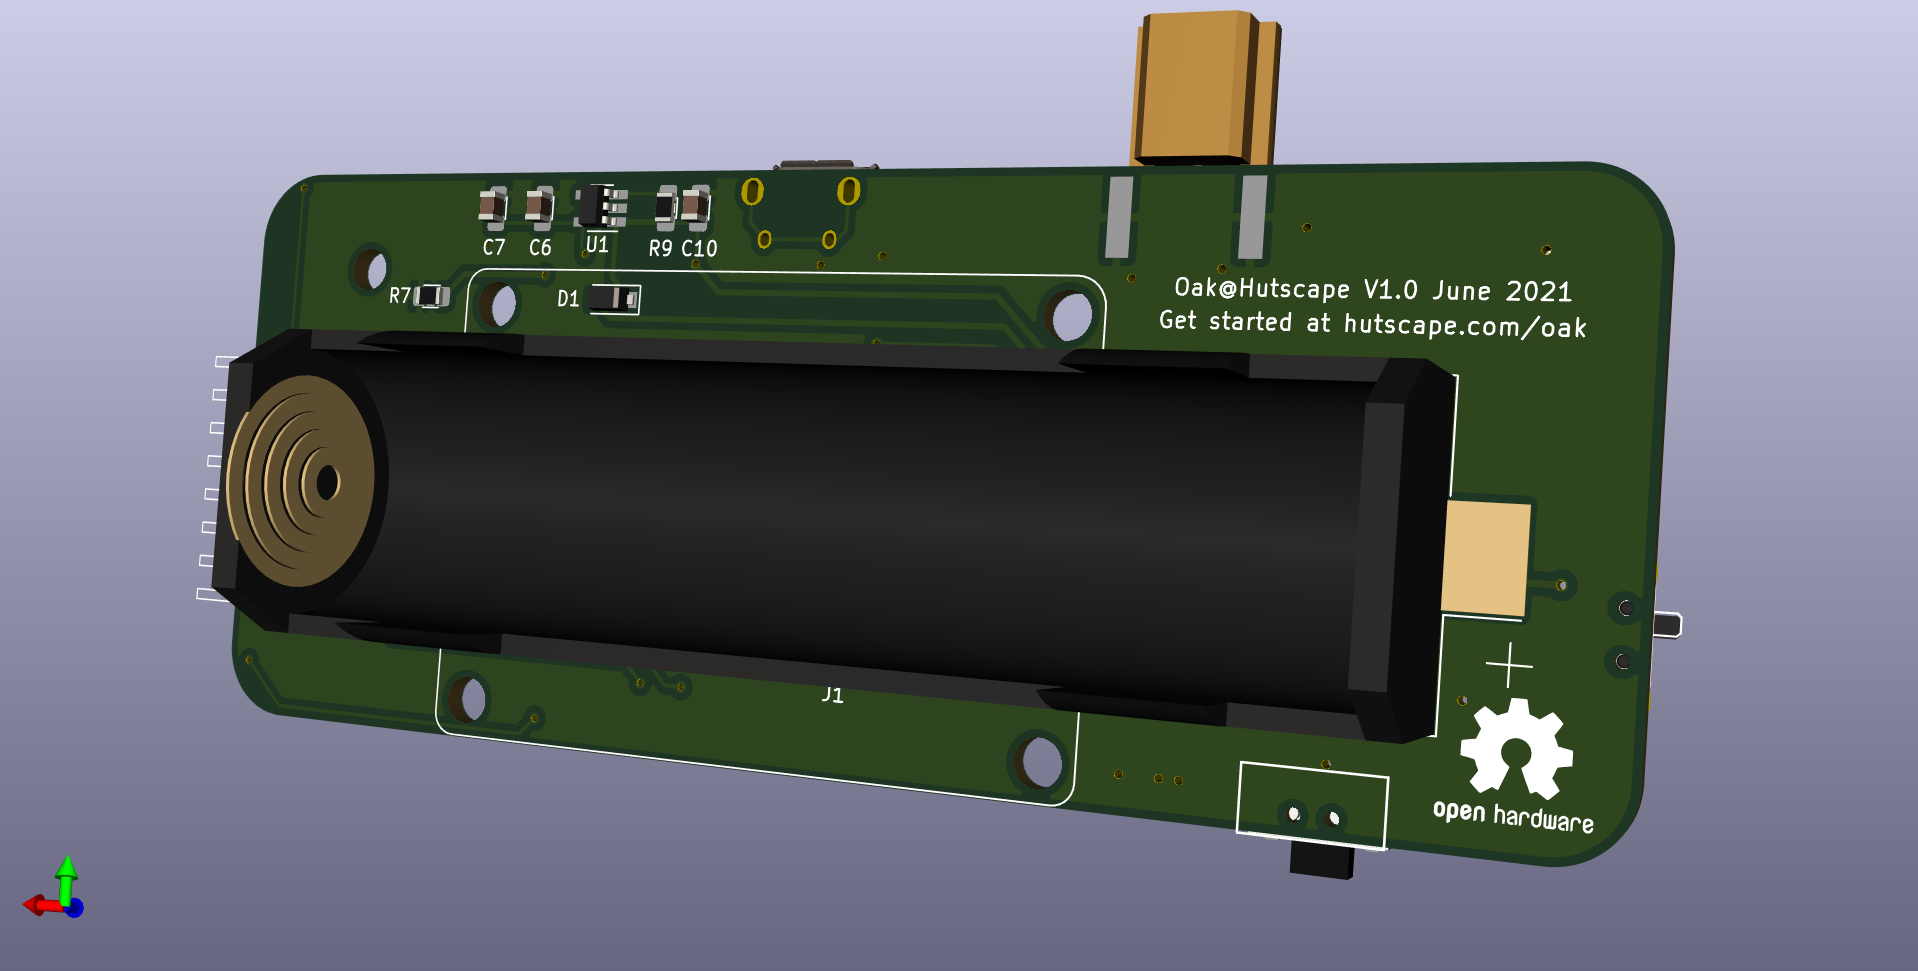 C7 C6 U1 R9 C10
R7 D1
Oak@Hutscape V1.0 June 2021
Get started at hutscape.com/oak
J1
open hardware